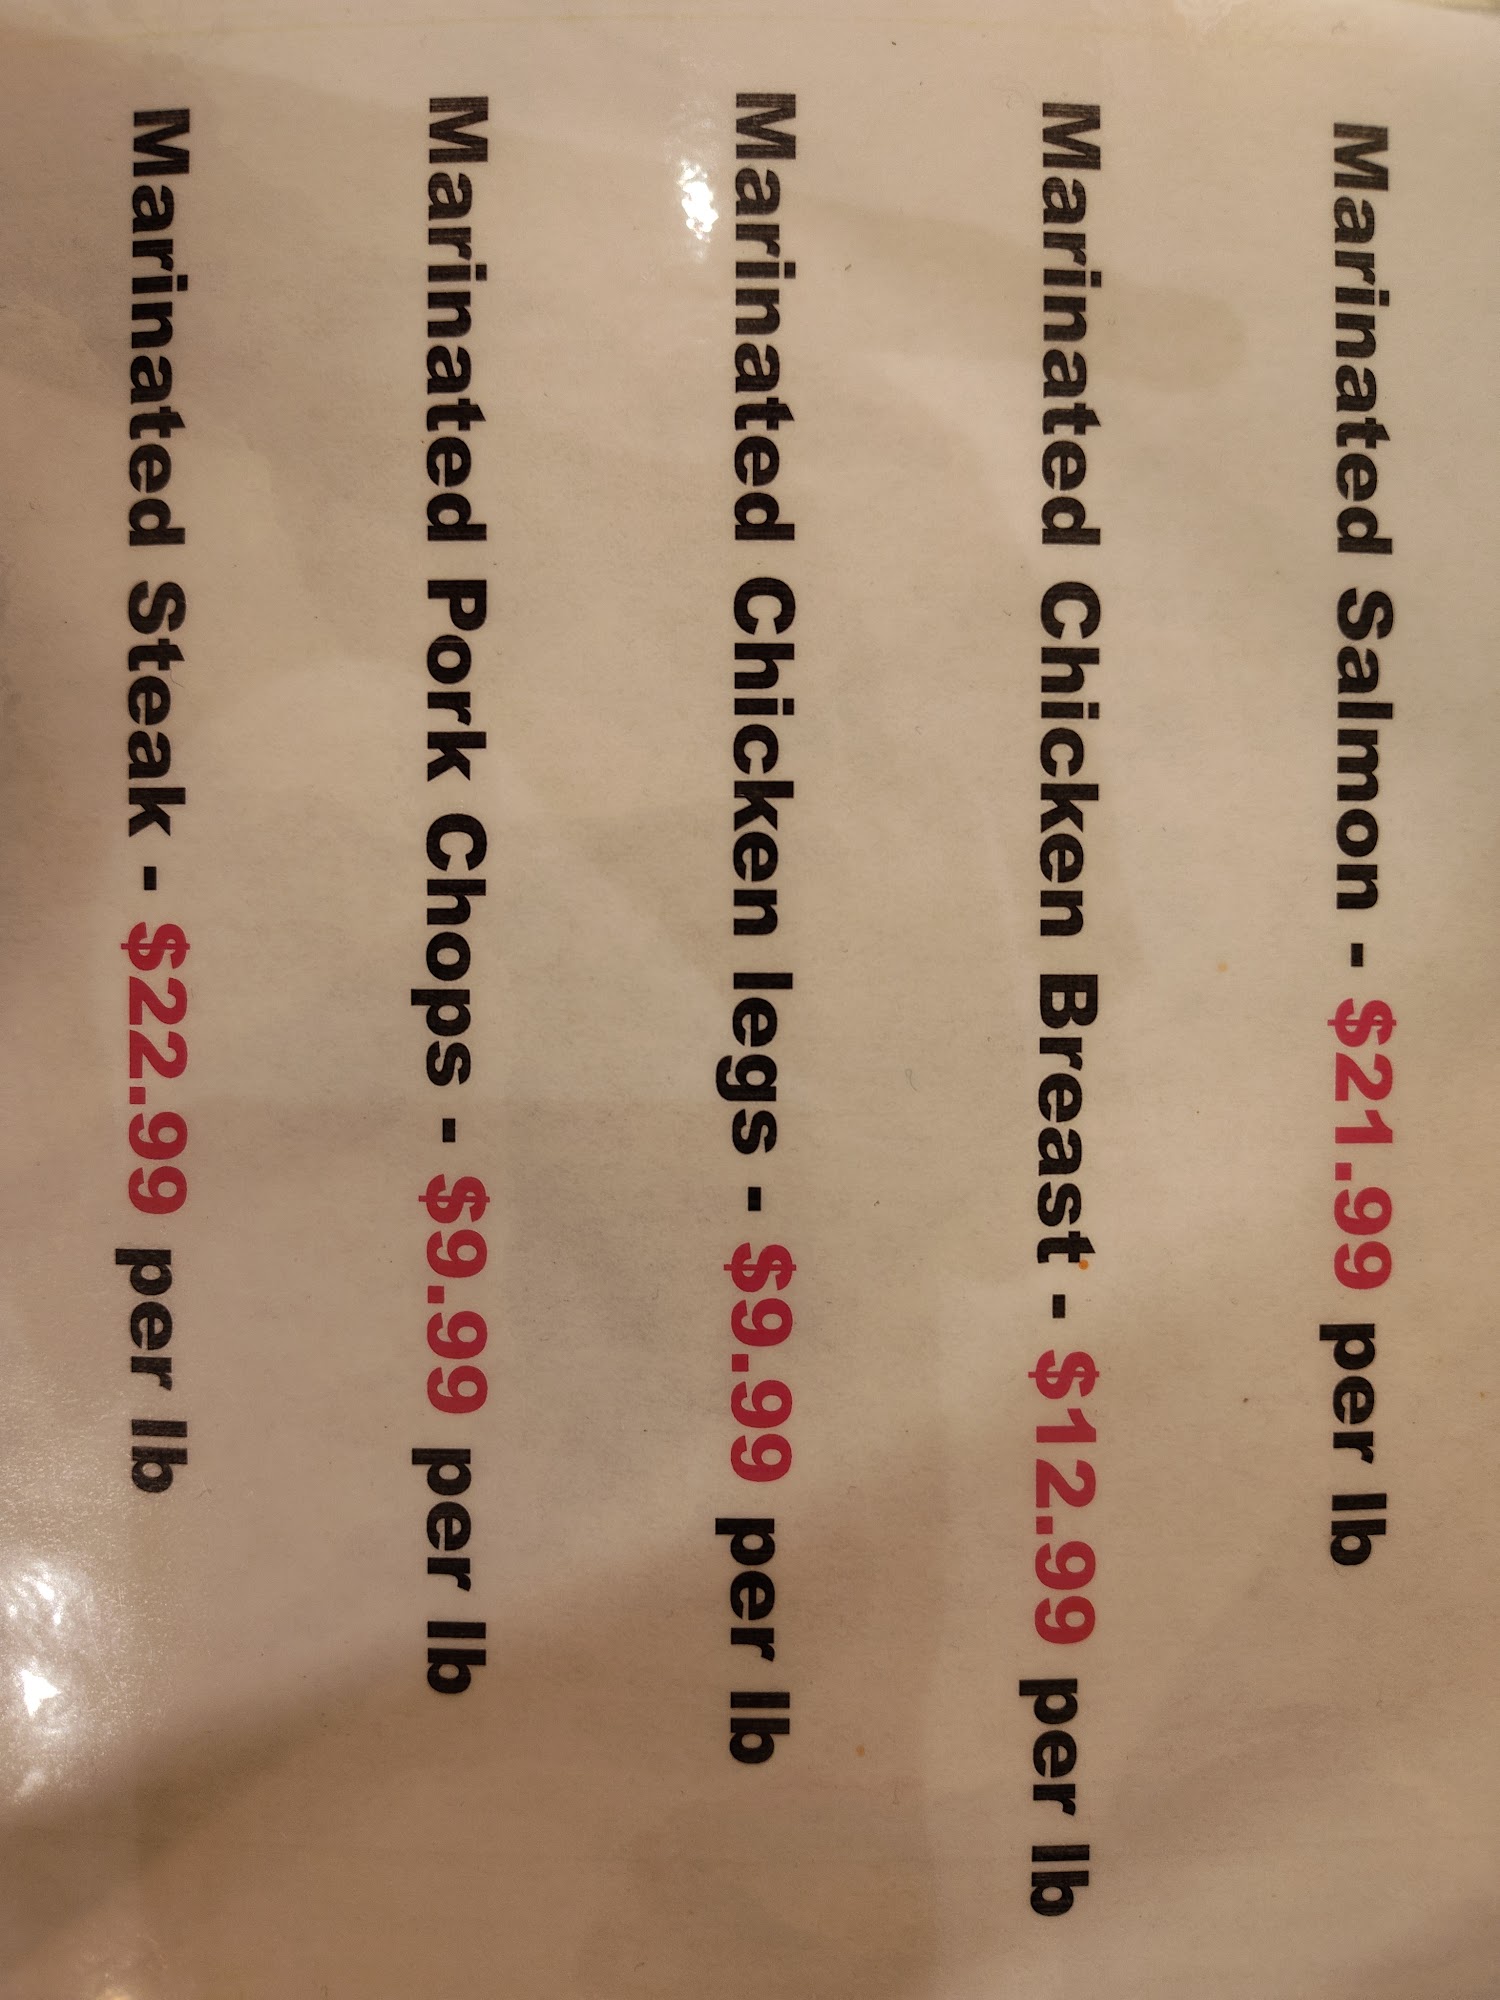 Marinated Salmon - $21.99 per lb
Marinated Chicken Breast - $12.99 per lb
Marinated Chicken legs - $9.99 per lb
Marinated Pork Chops - $9.99 per lb
Marinated Steak - $22.99 per lb